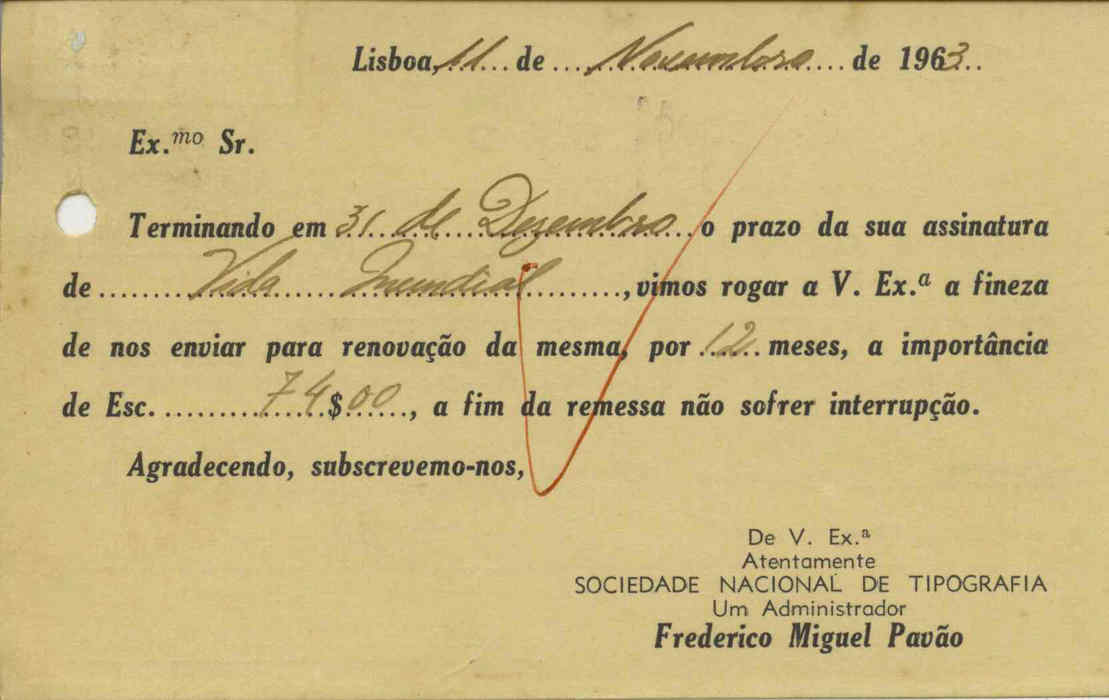 Lisboa, 11 de Novembro de 1963
Ex.mo Sr.
Terminando em 31 de Dezembro o prazo da sua assinatura
de Vida Mundial, vimos rogar a V. Ex.ª a fineza
de nos enviar para renovação da mesma, por 12 meses, a importância
de Esc. 74$00, a fim da remessa não sofrer interrupção.
Agradecendo, subscrevemo-nos,
De V. Ex.ª
Atentamente
SOCIEDADE NACIONAL DE TIPOGRAFIA
Um Administrador
Frederico Miguel Pavão